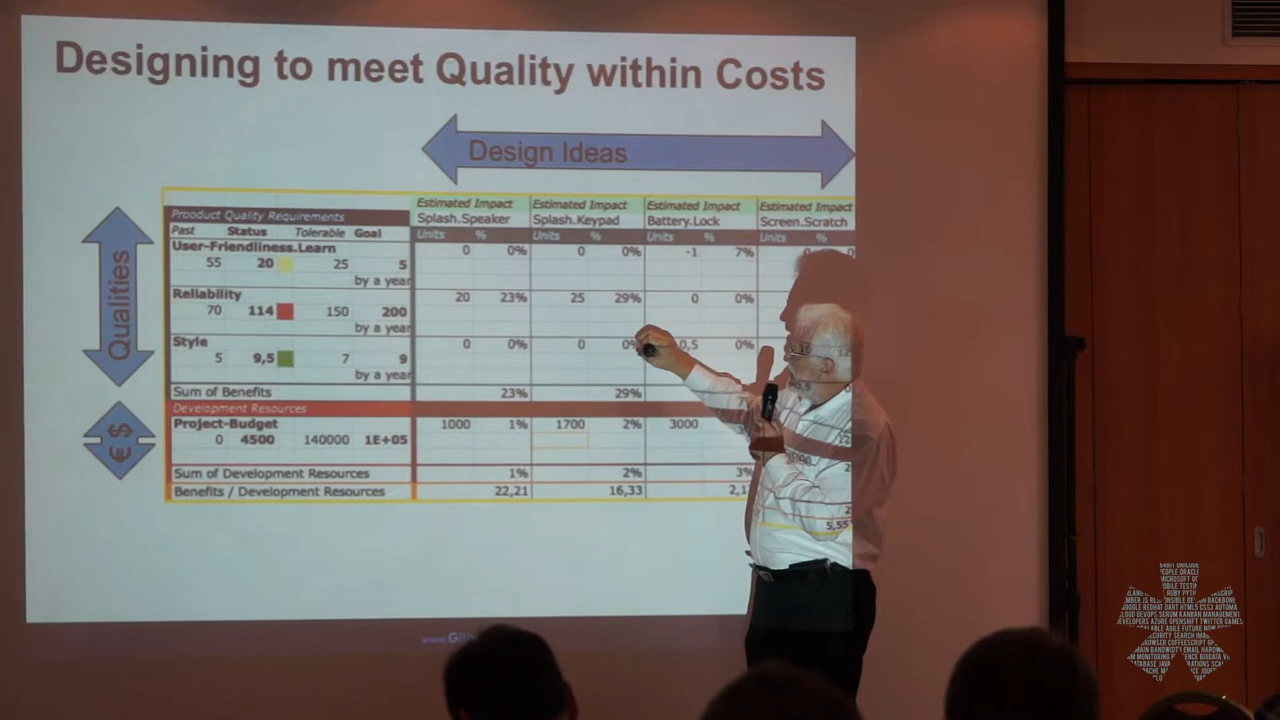 Designing to meet Quality within Costs
Design Ideas
Qualities
€ $
Estimated Impact Estimated Impact Estimated Impact Estimated Impact
Prooduct Quality Requirements Splash.Speaker Splash.Keypad Battery.Lock Screen.Scratch
Past Status Tolerable Goal Units % Units % Units % Units %
User-Friendliness.Learn 0 0% 0 0% -1 7%
55 20 25 5
by a year
Reliability 20 23% 25 29% 0 0%
70 114 150 200
by a year
Style 0 0% 0 0% 0,5 0%
5 9,5 7 9
by a year
Sum of Benefits 23% 29%
Development Resources
Project-Budget 1000 1% 1700 2% 3000
0 4500 140000 1E+05
Sum of Development Resources 1% 2% 3%
Benefits / Development Resources 22,21 16,33 5,55